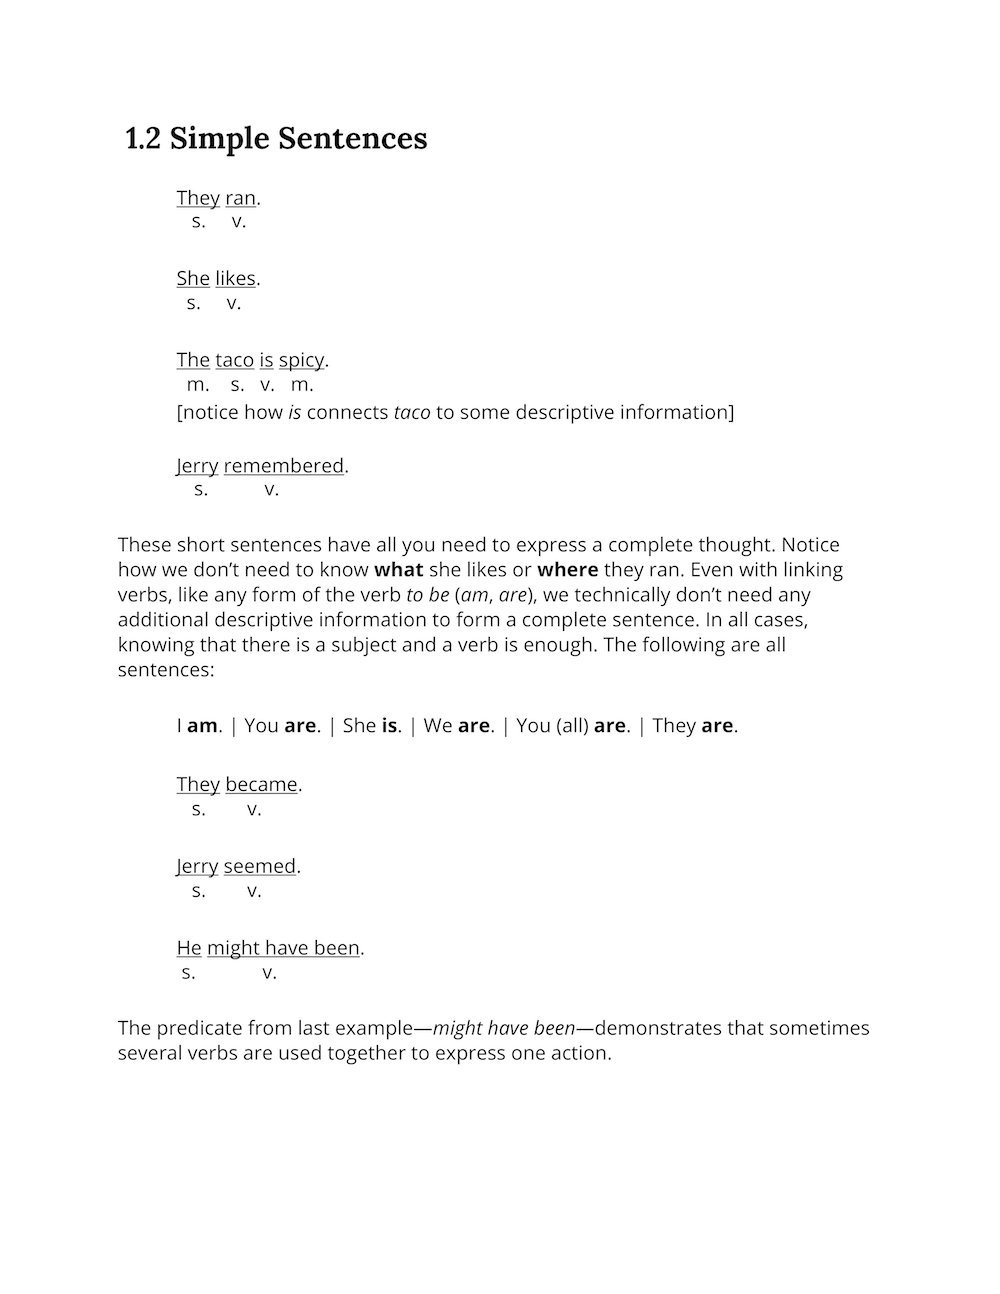 1.2 Simple Sentences
They ran.
s. v.
She likes.
s. v.
The taco is spicy.
m. s. v. m.
[notice how is connects taco to some descriptive information]
Jerry remembered.
s. v.
These short sentences have all you need to express a complete thought. Notice
how we don’t need to know what she likes or where they ran. Even with linking
verbs, like any form of the verb to be (am, are), we technically don’t need any
additional descriptive information to form a complete sentence. In all cases,
knowing that there is a subject and a verb is enough. The following are all
sentences:
I am. | You are. | She is. | We are. | You (all) are. | They are.
They became.
s. v.
Jerry seemed.
s. v.
He might have been.
s. v.
The predicate from last example—might have been—demonstrates that sometimes
several verbs are used together to express one action.